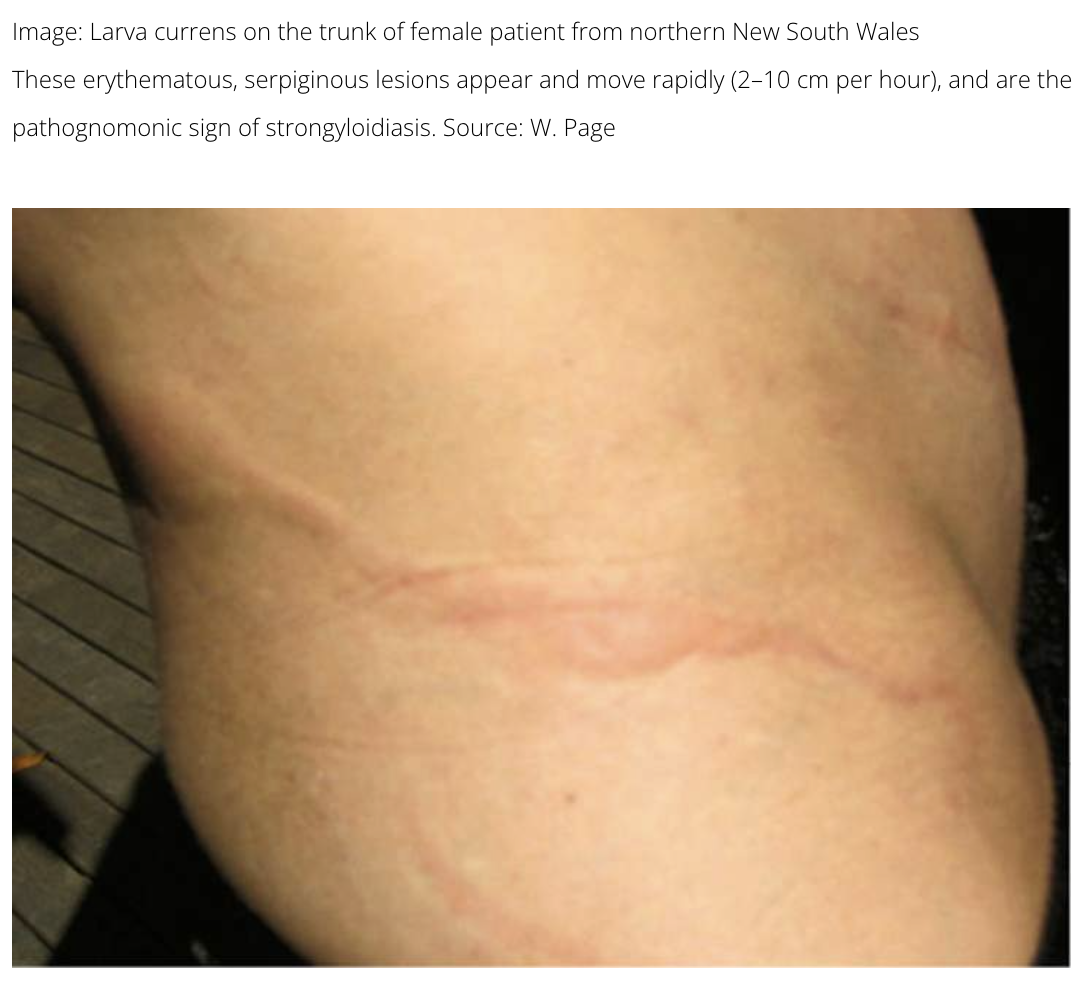 Image: Larva currens on the trunk of female patient from northern New South Wales
These erythematous, serpiginous lesions appear and move rapidly (2–10 cm per hour), and are the
pathognomonic sign of strongyloidiasis. Source: W. Page